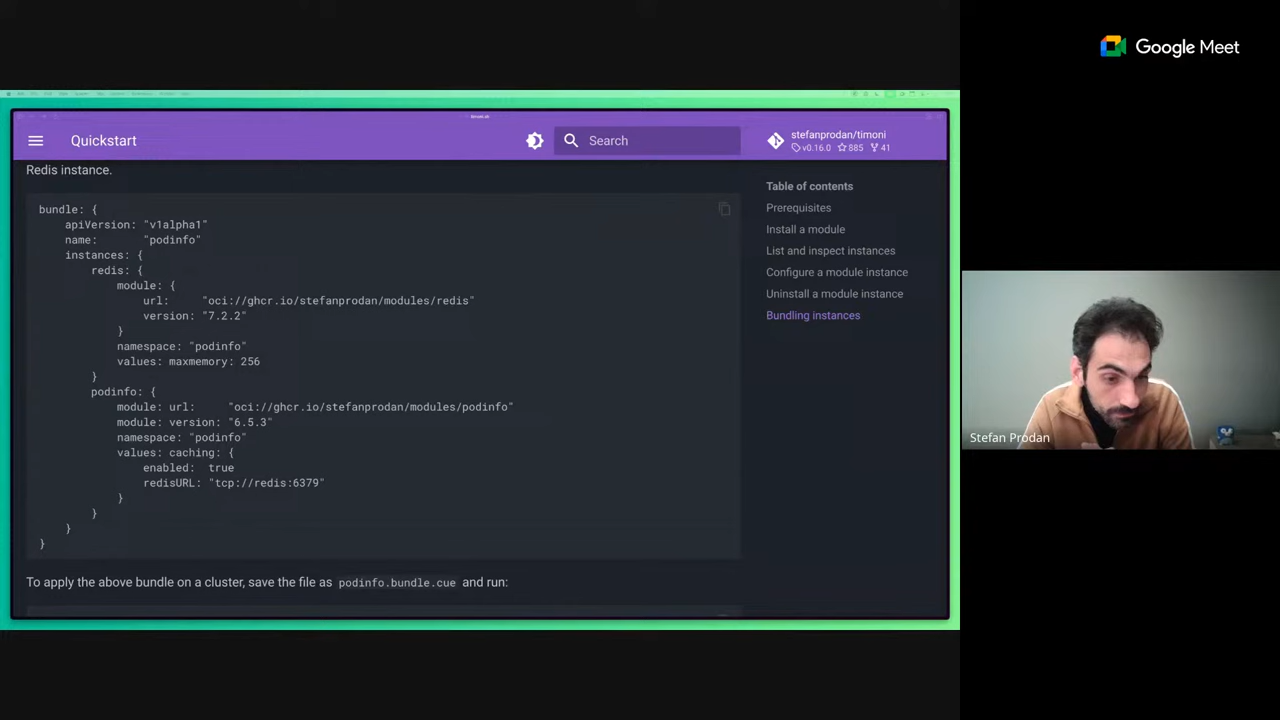 Google Meet
Quickstart
Search
stefanprodan/timoni
v0.16.0 885 41
Redis instance.
bundle: {
apiVersion: "v1alpha1"
name: "podinfo"
instances: {
redis: {
module: {
url: "oci://ghcr.io/stefanprodan/modules/redis"
version: "7.2.2"
}
namespace: "podinfo"
values: maxmemory: 256
}
podinfo: {
module: url: "oci://ghcr.io/stefanprodan/modules/podinfo"
module: version: "6.5.3"
namespace: "podinfo"
values: caching: {
enabled: true
redisURL: "tcp://redis:6379"
}
}
}
}
To apply the above bundle on a cluster, save the file as podinfo.bundle.cue and run:
Table of contents
Prerequisites
Install a module
List and inspect instances
Configure a module instance
Uninstall a module instance
Bundling instances
Stefan Prodan